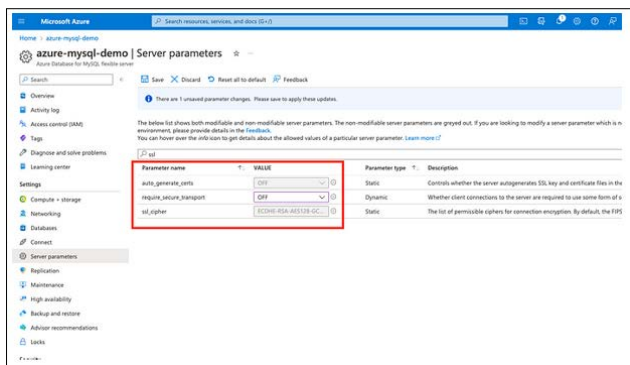 Microsoft Azure
Search resources, services, and docs (G+/)
Home > azure-mysql-demo
azure-mysql-demo | Server parameters
Azure Database for MySQL flexible server
Search
Save Discard Reset all to default Feedback
Overview
Activity log
Access control (IAM)
Tags
Diagnose and solve problems
Learning center
Settings
Compute + storage
Networking
Databases
Connect
Server parameters
Replication
Maintenance
High availability
Backup and restore
Advisor recommendations
Locks
There are 1 unsaved parameter changes. Please save to apply these updates.
The below list shows both modifiable and non-modifiable server parameters. The non-modifiable server parameters are greyed out. If you are looking to modify a server parameter which is n
environment, please provide details in the Feedback.
You can hover over the info icon to get details about the allowed values of a particular server parameter. Learn more
ssl
Parameter name VALUE Parameter type Description
auto_generate_certs OFF Static Controls whether the server autogenerates SSL key and certificate files in the
require_secure_transport OFF Dynamic Whether client connections to the server are required to use some form of s
ssl_cipher ECDHE-RSA-AES128-GC... Static The list of permissible ciphers for connection encryption. By default, the FIPS